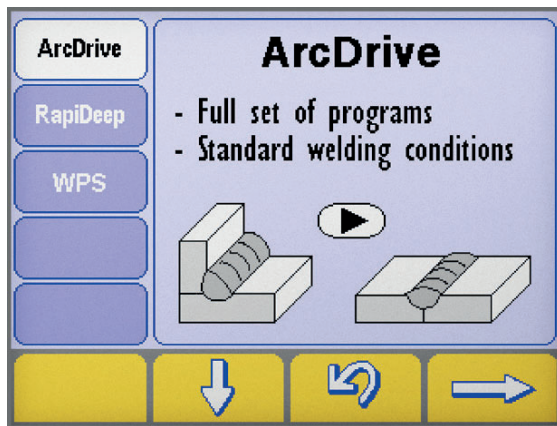 ArcDrive
RapiDeep
WPS
ArcDrive
- Full set of programs
- Standard welding conditions